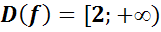 D(f) = [2; +∞)